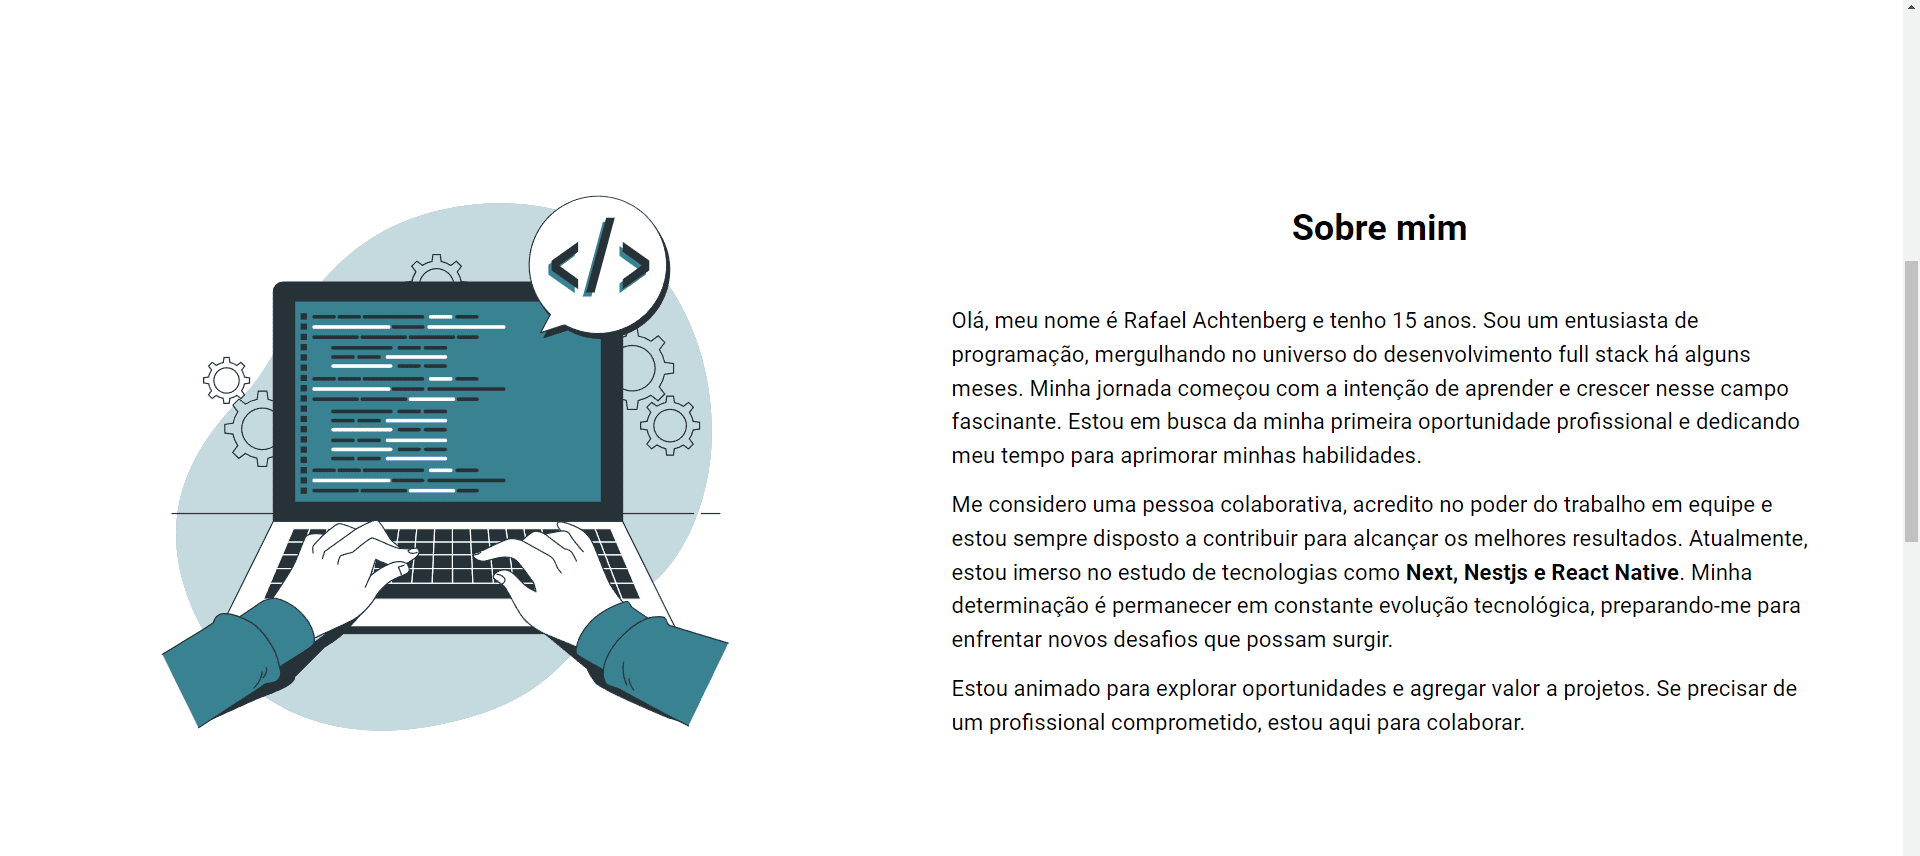 </>
Sobre mim
Olá, meu nome é Rafael Achtenberg e tenho 15 anos. Sou um entusiasta de
programação, mergulhando no universo do desenvolvimento full stack há alguns
meses. Minha jornada começou com a intenção de aprender e crescer nesse campo
fascinante. Estou em busca da minha primeira oportunidade profissional e dedicando
meu tempo para aprimorar minhas habilidades.
Me considero uma pessoa colaborativa, acredito no poder do trabalho em equipe e
estou sempre disposto a contribuir para alcançar os melhores resultados. Atualmente,
estou imerso no estudo de tecnologias como Next, Nestjs e React Native. Minha
determinação é permanecer em constante evolução tecnológica, preparando-me para
enfrentar novos desafios que possam surgir.
Estou animado para explorar oportunidades e agregar valor a projetos. Se precisar de
um profissional comprometido, estou aqui para colaborar.